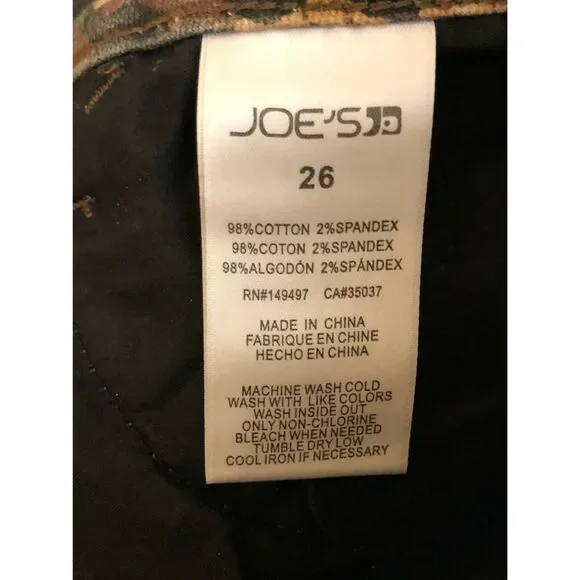 JOE'S
26
98%COTTON 2%SPANDEX
98%COTON 2%SPANDEX
98%ALGODÓN 2%SPÁNDEX
RN#149497 CA#35037
MADE IN CHINA
FABRIQUE EN CHINE
HECHO EN CHINA
MACHINE WASH COLD
WASH WITH LIKE COLORS
WASH INSIDE OUT
ONLY NON-CHLORINE
BLEACH WHEN NEEDED
TUMBLE DRY LOW
COOL IRON IF NECESSARY